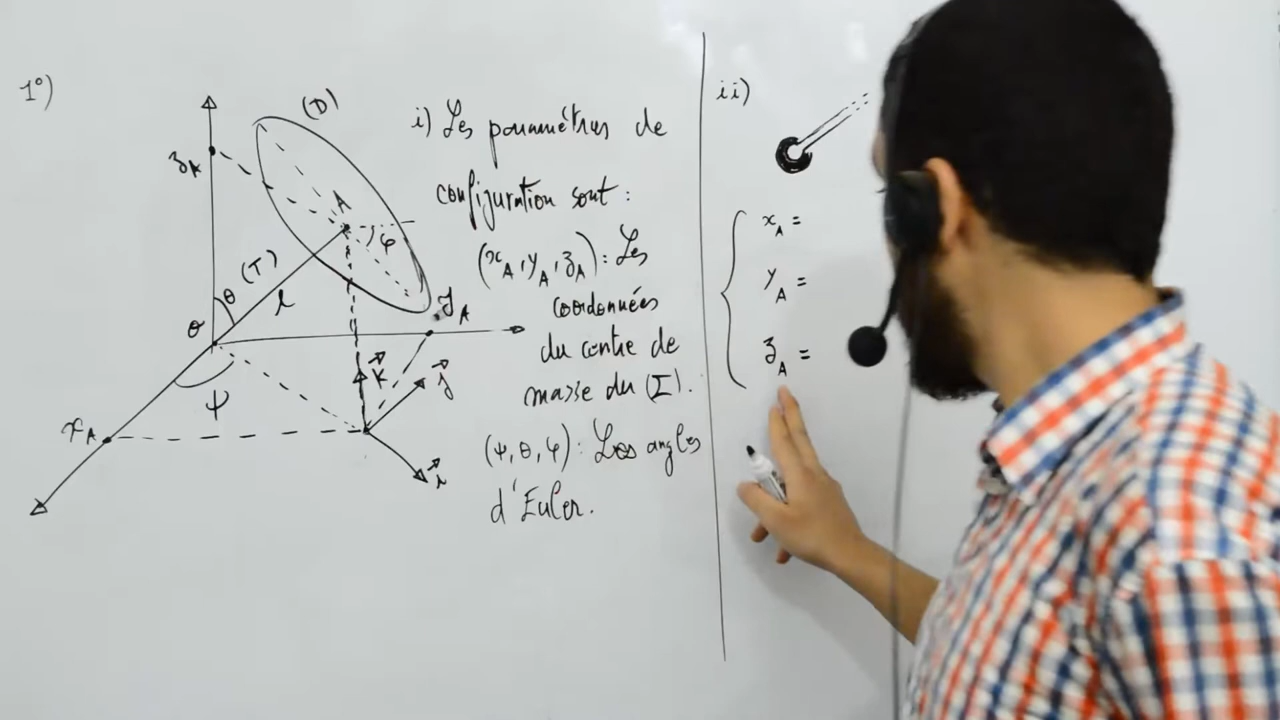 1°)
(D)
z_A
A
φ
θ
(T)
l
O
y_A
ψ
k⃗
j⃗
x_A
i⃗
i) Les paramètres de
configuration sont :
(x_A, y_A, z_A) : Les
coordonnées
du centre de
masse du (Σ).
(ψ, θ, φ) : Les angles
d'Euler.
ii)
x_A =
y_A =
z_A =